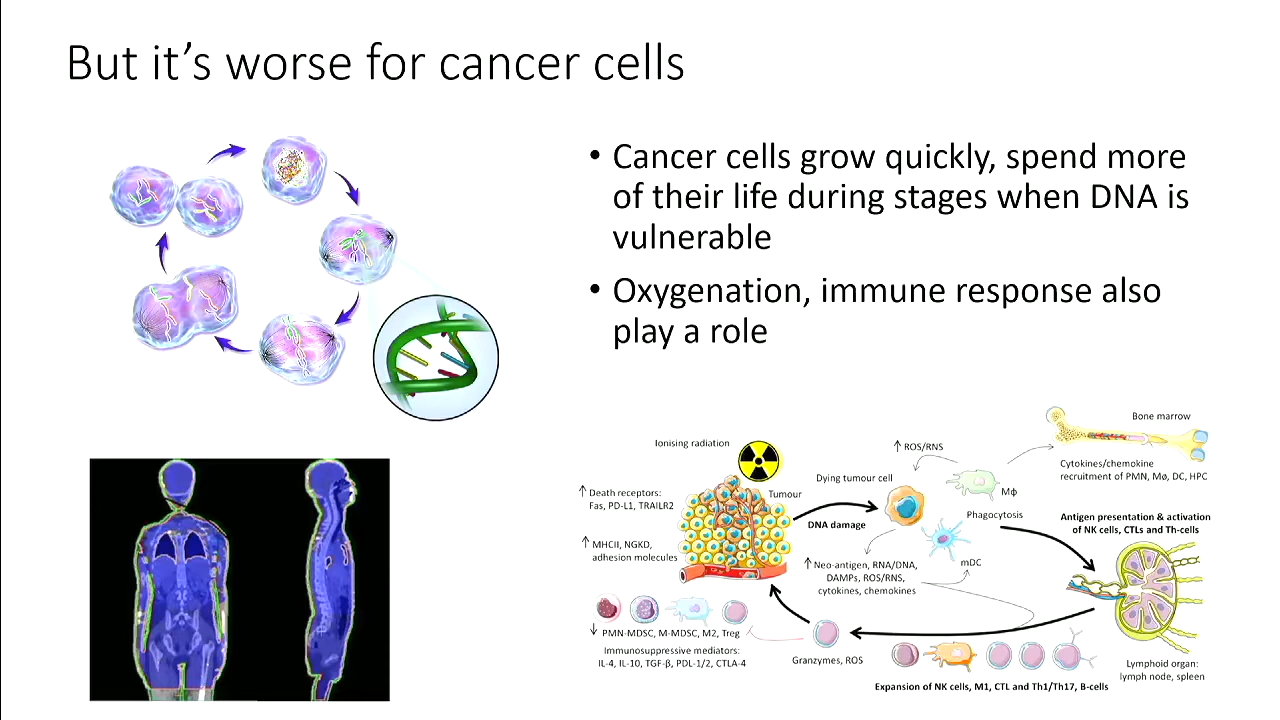 But it's worse for cancer cells
• Cancer cells grow quickly, spend more
of their life during stages when DNA is
vulnerable
• Oxygenation, immune response also
play a role
Ionising radiation
Tumour
↑ Death receptors:
Fas, PD-L1, TRAILR2
↑ MHCII, NGKD,
adhesion molecules
DNA damage
Dying tumour cell
↑ ROS/RNS
Mϕ
Phagocytosis
mDC
↑ Neo-antigen, RNA/DNA,
DAMPs, ROS/RNS,
cytokines, chemokines
Bone marrow
Cytokines/chemokine
recruitment of PMN, Mø, DC, HPC
Antigen presentation & activation
of NK cells, CTLs and Th-cells
Lymphoid organ:
lymph node, spleen
Expansion of NK cells, M1, CTL and Th1/Th17, B-cells
Granzymes, ROS
↓ PMN-MDSC, M-MDSC, M2, Treg
Immunosuppressive mediators:
IL-4, IL-10, TGF-β, PDL-1/2, CTLA-4